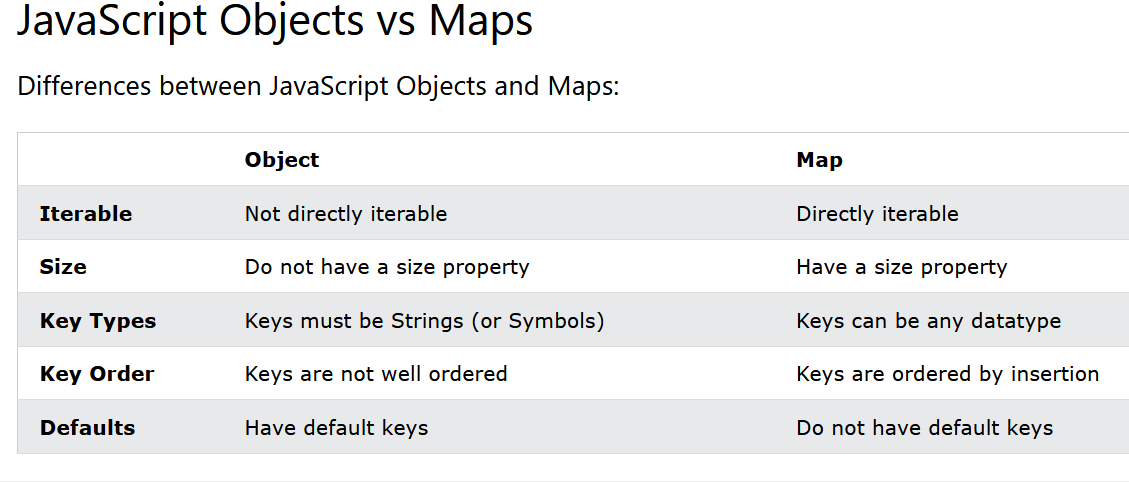 JavaScript Objects vs Maps
Differences between JavaScript Objects and Maps:
Object Map
Iterable Not directly iterable Directly iterable
Size Do not have a size property Have a size property
Key Types Keys must be Strings (or Symbols) Keys can be any datatype
Key Order Keys are not well ordered Keys are ordered by insertion
Defaults Have default keys Do not have default keys